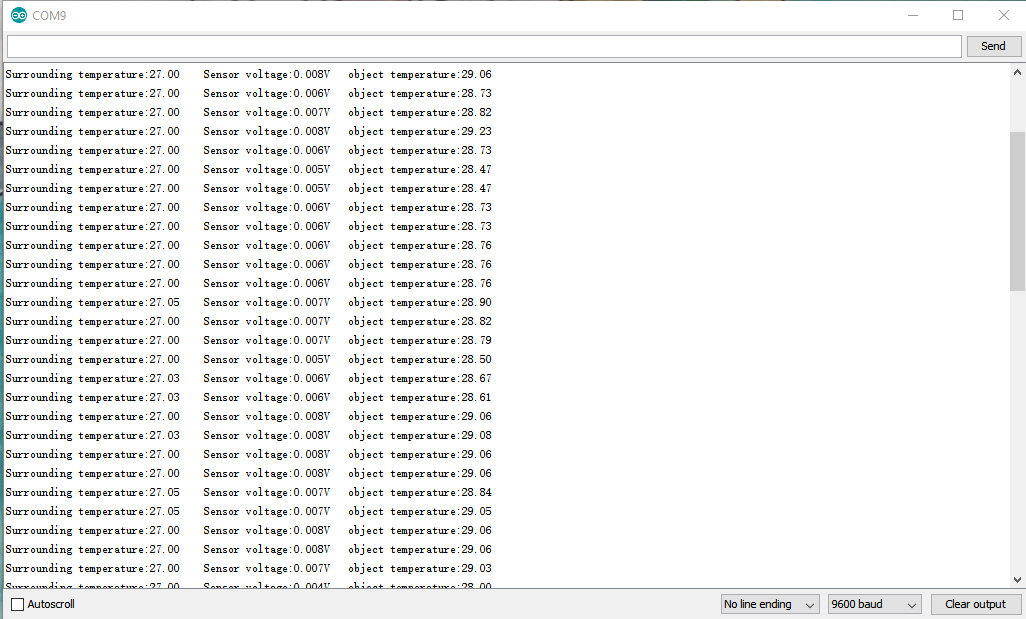 COM9
Send
Surrounding temperature:27.00 Sensor voltage:0.008V object temperature:29.06
Surrounding temperature:27.00 Sensor voltage:0.006V object temperature:28.73
Surrounding temperature:27.00 Sensor voltage:0.007V object temperature:28.82
Surrounding temperature:27.00 Sensor voltage:0.008V object temperature:29.23
Surrounding temperature:27.00 Sensor voltage:0.006V object temperature:28.73
Surrounding temperature:27.00 Sensor voltage:0.005V object temperature:28.47
Surrounding temperature:27.00 Sensor voltage:0.005V object temperature:28.47
Surrounding temperature:27.00 Sensor voltage:0.006V object temperature:28.73
Surrounding temperature:27.00 Sensor voltage:0.006V object temperature:28.73
Surrounding temperature:27.00 Sensor voltage:0.006V object temperature:28.76
Surrounding temperature:27.00 Sensor voltage:0.006V object temperature:28.76
Surrounding temperature:27.00 Sensor voltage:0.006V object temperature:28.76
Surrounding temperature:27.05 Sensor voltage:0.007V object temperature:28.90
Surrounding temperature:27.00 Sensor voltage:0.007V object temperature:28.82
Surrounding temperature:27.00 Sensor voltage:0.007V object temperature:28.79
Surrounding temperature:27.00 Sensor voltage:0.005V object temperature:28.50
Surrounding temperature:27.03 Sensor voltage:0.006V object temperature:28.67
Surrounding temperature:27.03 Sensor voltage:0.006V object temperature:28.61
Surrounding temperature:27.00 Sensor voltage:0.008V object temperature:29.06
Surrounding temperature:27.03 Sensor voltage:0.008V object temperature:29.08
Surrounding temperature:27.00 Sensor voltage:0.008V object temperature:29.06
Surrounding temperature:27.00 Sensor voltage:0.008V object temperature:29.06
Surrounding temperature:27.05 Sensor voltage:0.007V object temperature:28.84
Surrounding temperature:27.05 Sensor voltage:0.007V object temperature:29.05
Surrounding temperature:27.00 Sensor voltage:0.008V object temperature:29.06
Surrounding temperature:27.00 Sensor voltage:0.008V object temperature:29.06
Surrounding temperature:27.00 Sensor voltage:0.007V object temperature:29.03
Surrounding temperature:27.00 Sensor voltage:0.004V object temperature:28.00
Autoscroll No line ending 9600 baud Clear output